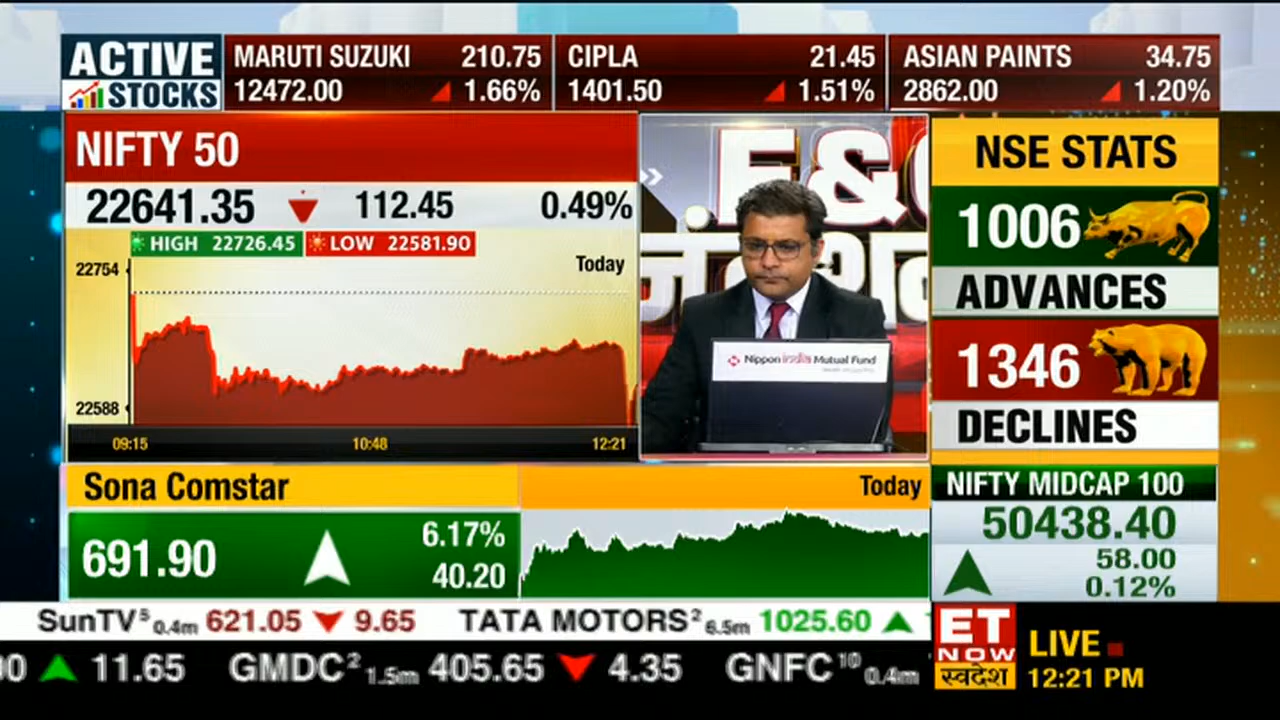 ACTIVE
STOCKS
MARUTI SUZUKI 210.75
12472.00 1.66%
CIPLA 21.45
1401.50 1.51%
ASIAN PAINTS 34.75
2862.00 1.20%
NIFTY 50
22641.35 112.45 0.49%
HIGH 22726.45 LOW 22581.90
Today
22754
22588
09:15 10:48 12:21
F&
Nippon india Mutual Fund
NSE STATS
1006
ADVANCES
1346
DECLINES
NIFTY MIDCAP 100
50438.40
58.00
0.12%
Sona Comstar
Today
691.90
6.17%
40.20
SunTV⁵ 0.4m 621.05 9.65 TATA MOTORS² 6.5m 1025.60
11.65 GMDC² 1.5m 405.65 4.35 GNFC¹⁰ 0.4m
ET
NOW
स्वदेश
LIVE
12:21 PM